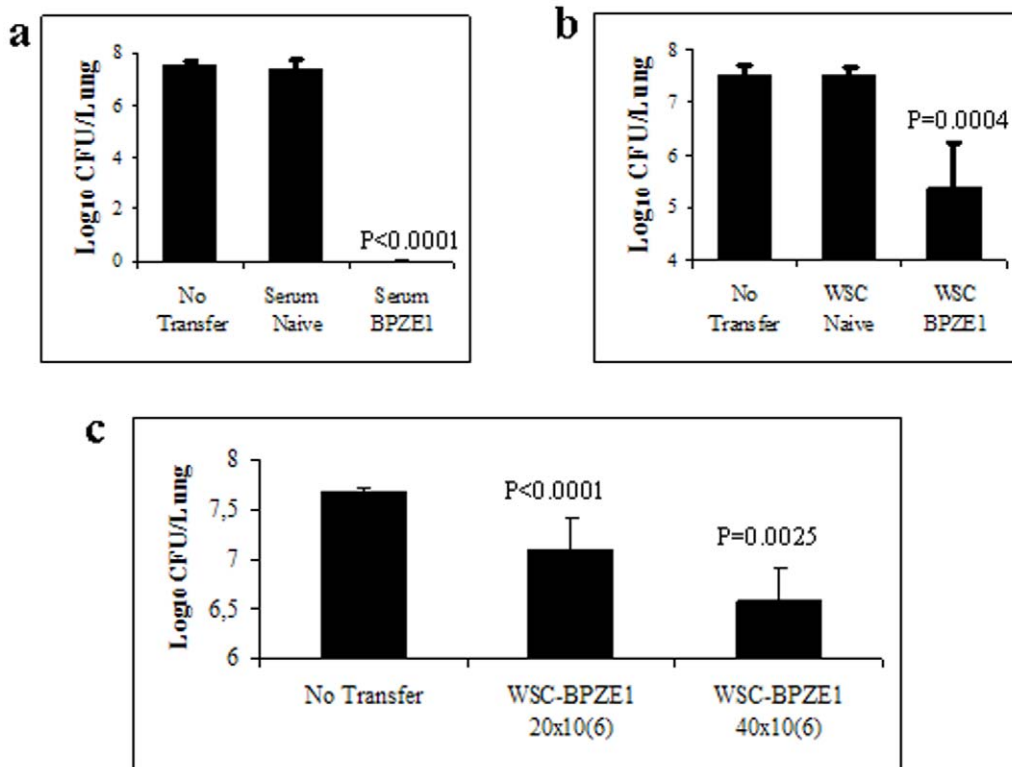 a
Log10 CFU/Lung
8
6
4
2
0
P<0.0001
No Transfer
Serum Naive
Serum BPZE1
b
Log10 CFU/Lung
8
7
6
5
4
P=0.0004
No Transfer
WSC Naive
WSC BPZE1
c
Log10 CFU/Lung
8
7,5
7
6,5
6
P<0.0001
P=0.0025
No Transfer
WSC-BPZE1
20x10(6)
WSC-BPZE1
40x10(6)